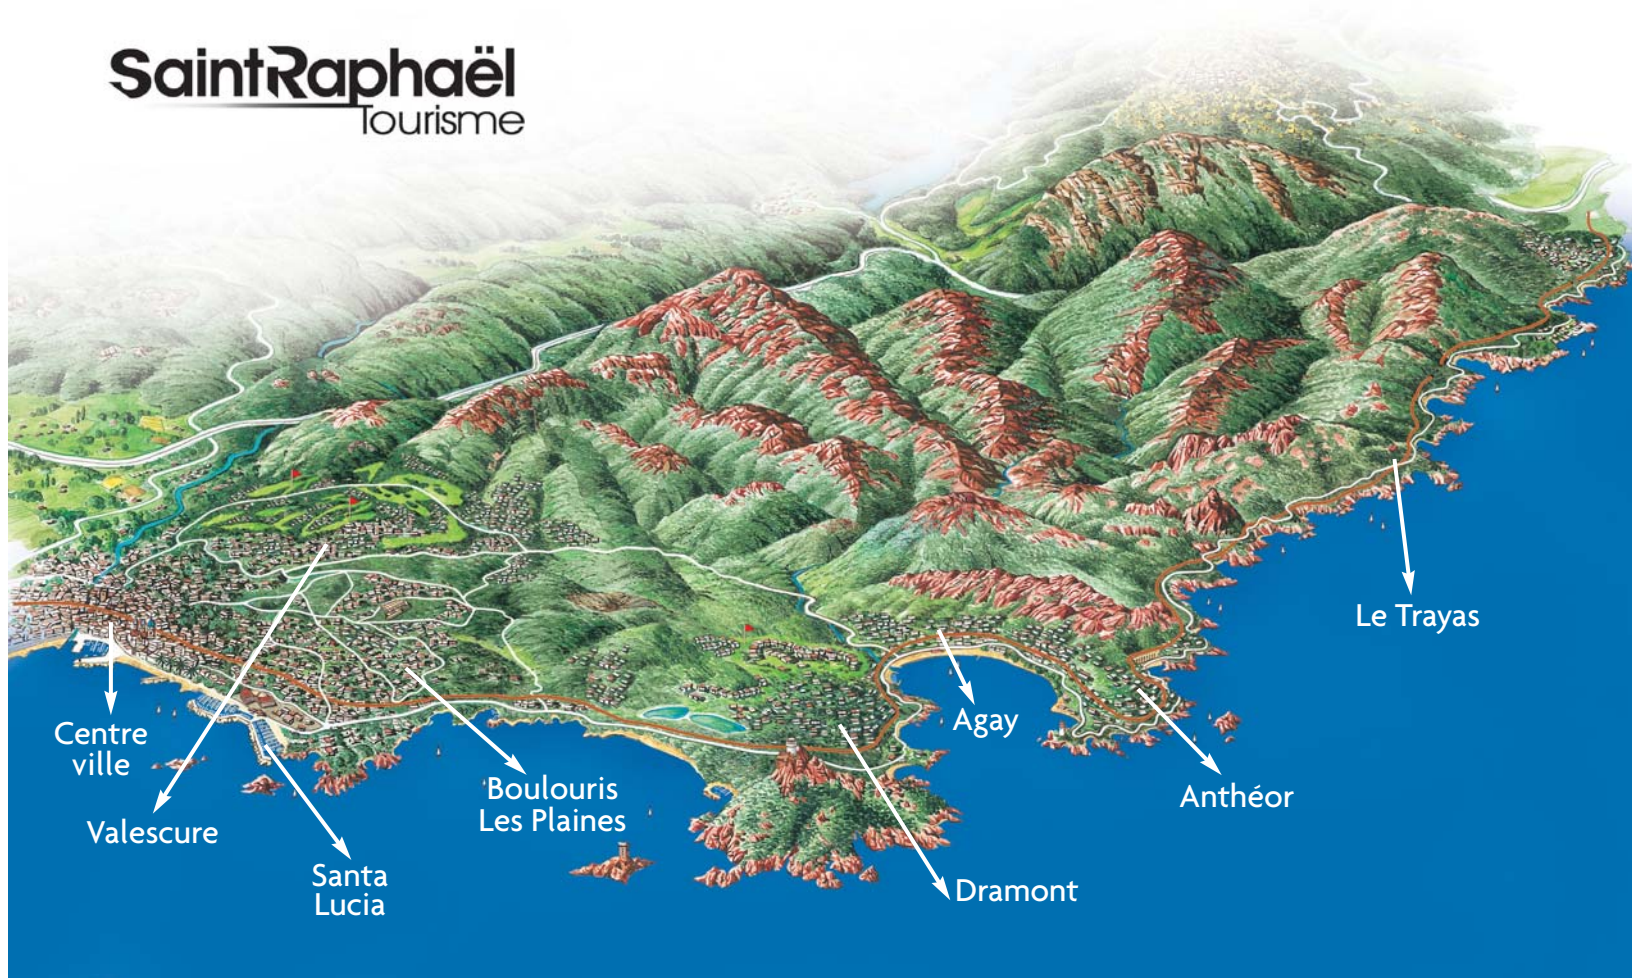 SaintRaphaël
Tourisme
Le Trayas
Agay
Centre
ville
Anthéor
Boulouris
Les Plaines
Valescure
Santa
Lucia
Dramont